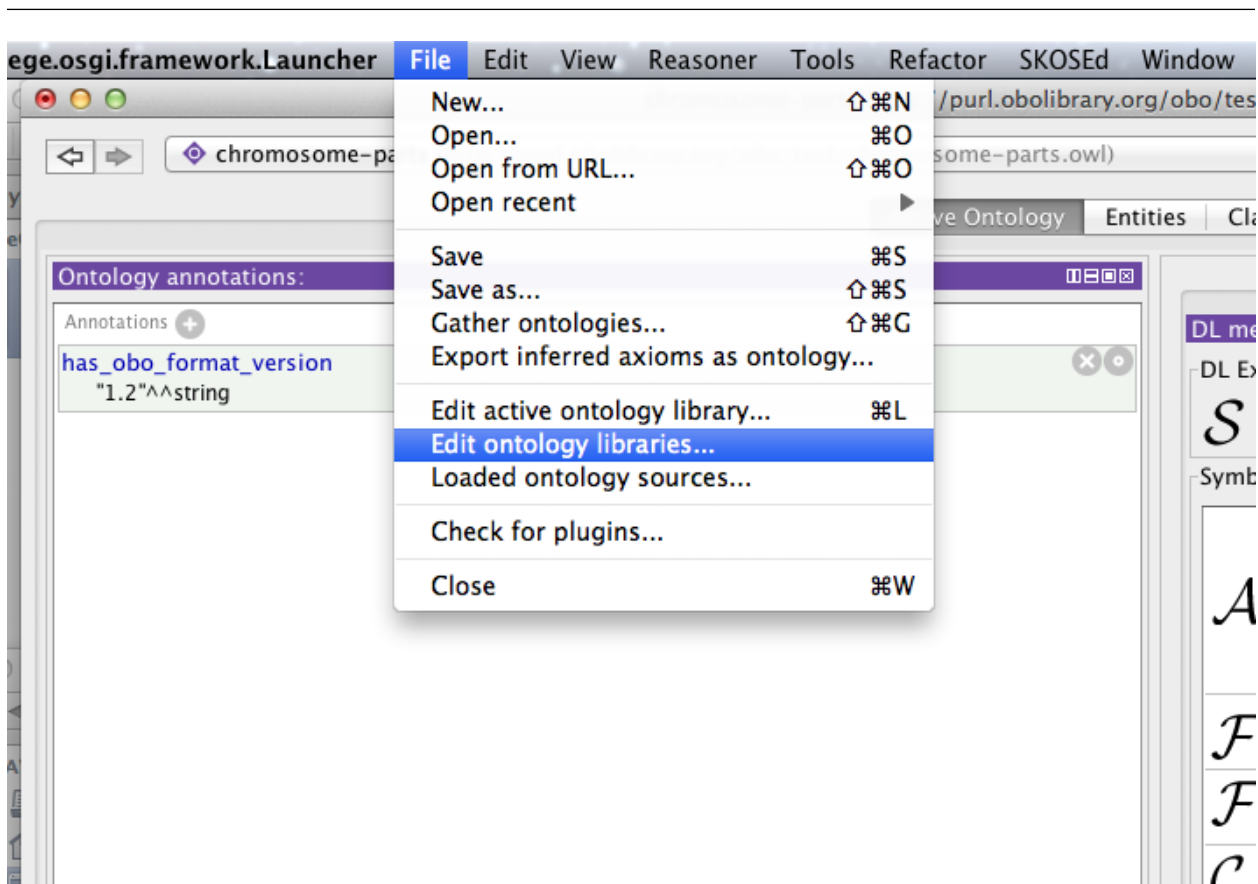 ege.osgi.framework.Launcher File Edit View Reasoner Tools Refactor SKOSEd Window
/purl.obolibrary.org/obo/tes
chromosome-pa some-parts.owl)
ve Ontology Entities Cla
Ontology annotations:
Annotations
has_obo_format_version
"1.2"^^string
New... ⇧⌘N
Open... ⌘O
Open from URL... ⇧⌘O
Open recent ▶
Save ⌘S
Save as... ⇧⌘S
Gather ontologies... ⇧⌘G
Export inferred axioms as ontology...
Edit active ontology library... ⌘L
Edit ontology libraries...
Loaded ontology sources...
Check for plugins...
Close ⌘W
DL me
DL Ex
S
Symb
A
F
F
C